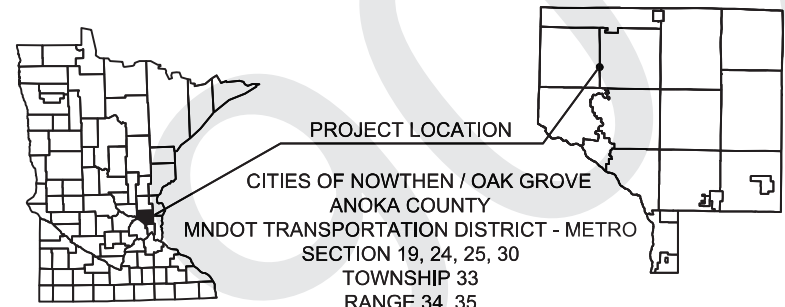 PROJECT LOCATION
CITIES OF NOWTHEN / OAK GROVE
ANOKA COUNTY
MNDOT TRANSPORTATION DISTRICT - METRO
SECTION 19, 24, 25, 30
TOWNSHIP 33
RANGE 34, 35